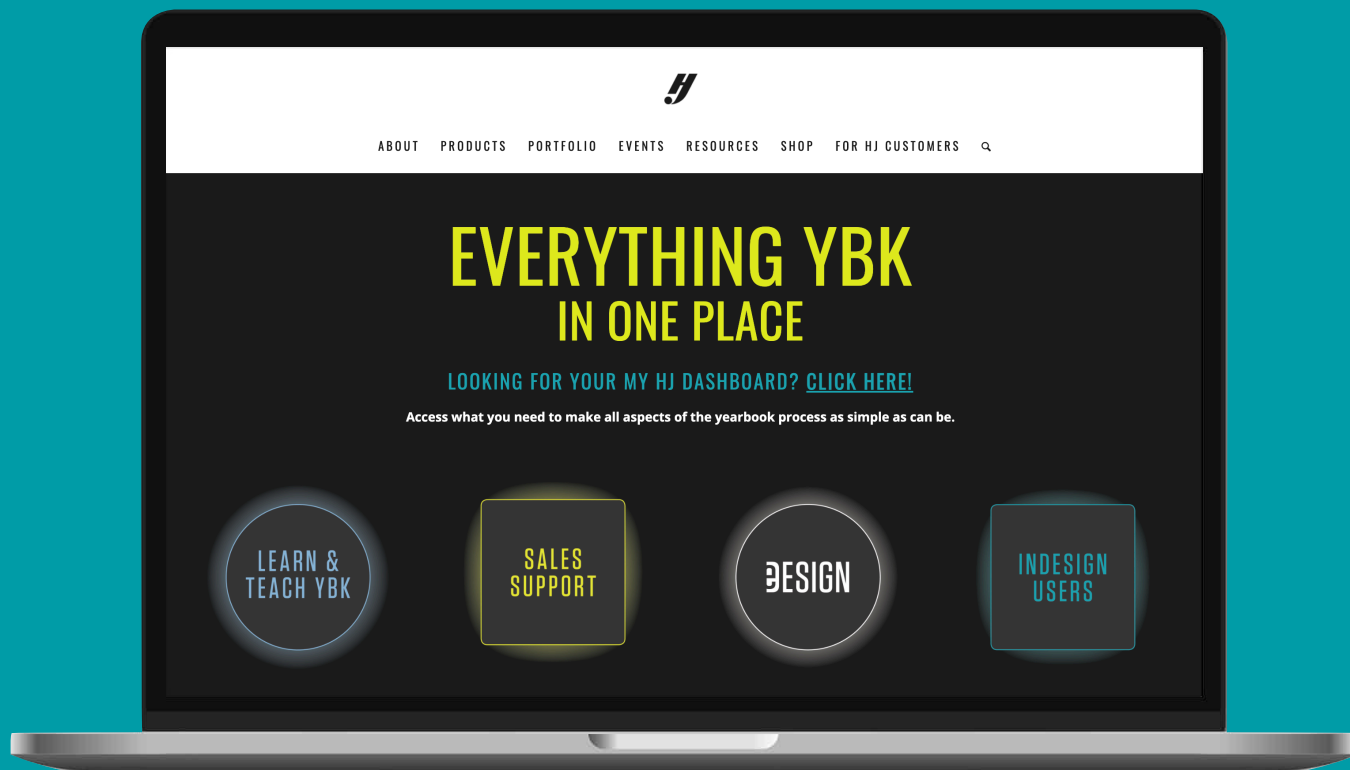 HJ
ABOUT PRODUCTS PORTFOLIO EVENTS RESOURCES SHOP FOR HJ CUSTOMERS
EVERYTHING YBK
IN ONE PLACE
LOOKING FOR YOUR MY HJ DASHBOARD? CLICK HERE!
Access what you need to make all aspects of the yearbook process as simple as can be.
LEARN &
TEACH YBK
SALES
SUPPORT
eDESIGN
INDESIGN
USERS